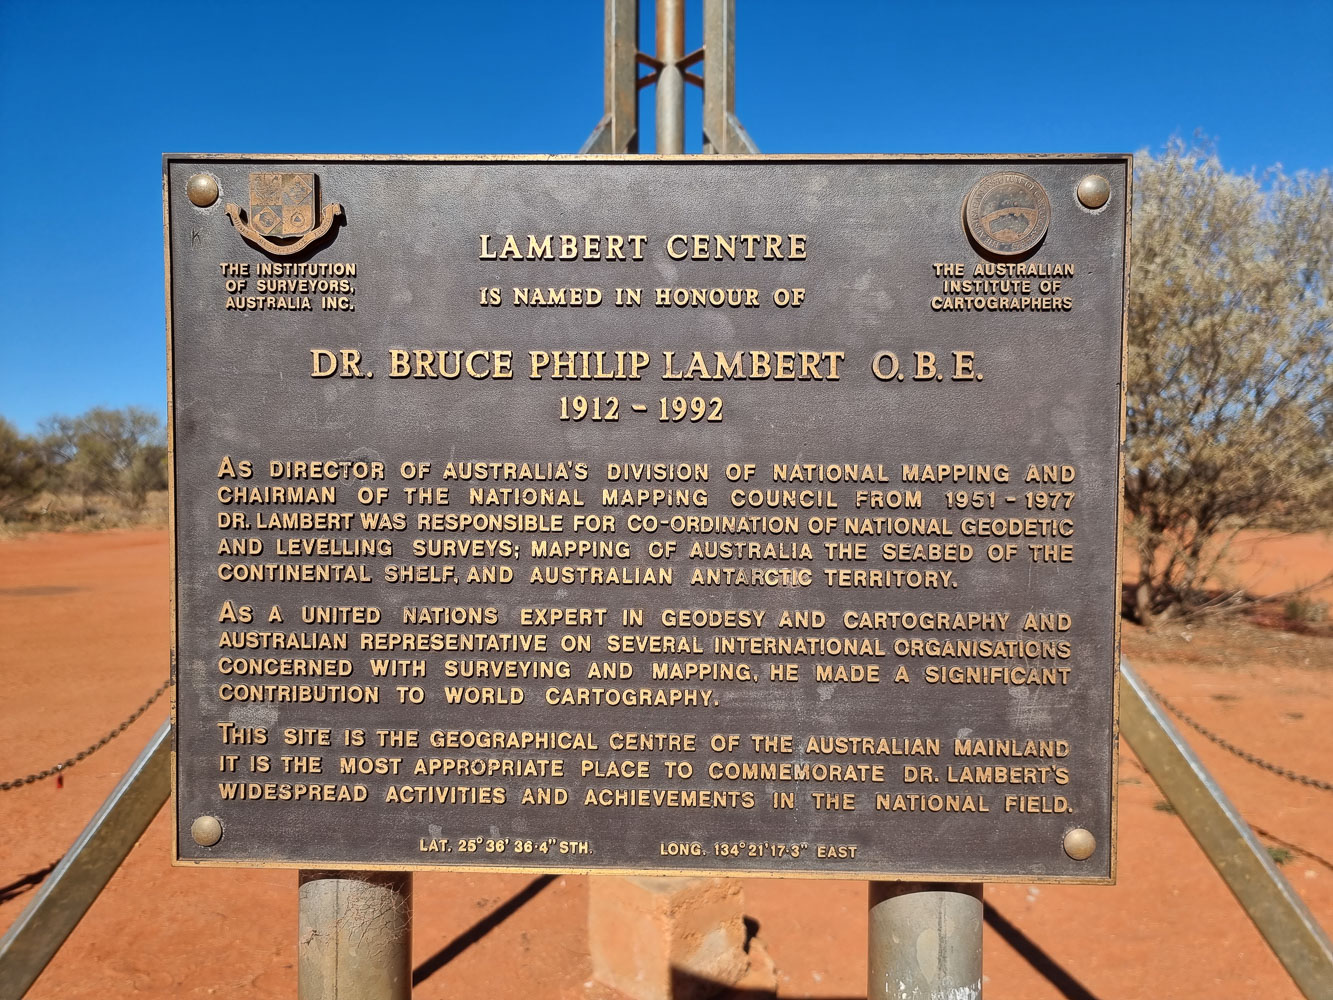 LAMBERT CENTRE
IS NAMED IN HONOUR OF
THE INSTITUTION
OF SURVEYORS,
AUSTRALIA INC.
THE AUSTRALIAN
INSTITUTE OF
CARTOGRAPHERS
DR. BRUCE PHILIP LAMBERT O.B.E.
1912 - 1992
AS DIRECTOR OF AUSTRALIA'S DIVISION OF NATIONAL MAPPING AND
CHAIRMAN OF THE NATIONAL MAPPING COUNCIL FROM 1951 - 1977
DR. LAMBERT WAS RESPONSIBLE FOR CO-ORDINATION OF NATIONAL GEODETIC
AND LEVELLING SURVEYS; MAPPING OF AUSTRALIA THE SEABED OF THE
CONTINENTAL SHELF, AND AUSTRALIAN ANTARCTIC TERRITORY.
AS A UNITED NATIONS EXPERT IN GEODESY AND CARTOGRAPHY AND
AUSTRALIAN REPRESENTATIVE ON SEVERAL INTERNATIONAL ORGANISATIONS
CONCERNED WITH SURVEYING AND MAPPING, HE MADE A SIGNIFICANT
CONTRIBUTION TO WORLD CARTOGRAPHY.
THIS SITE IS THE GEOGRAPHICAL CENTRE OF THE AUSTRALIAN MAINLAND
IT IS THE MOST APPROPRIATE PLACE TO COMMEMORATE DR. LAMBERT'S
WIDESPREAD ACTIVITIES AND ACHIEVEMENTS IN THE NATIONAL FIELD.
LAT. 25° 36' 36·4" STH. LONG. 134° 21' 17·3" EAST